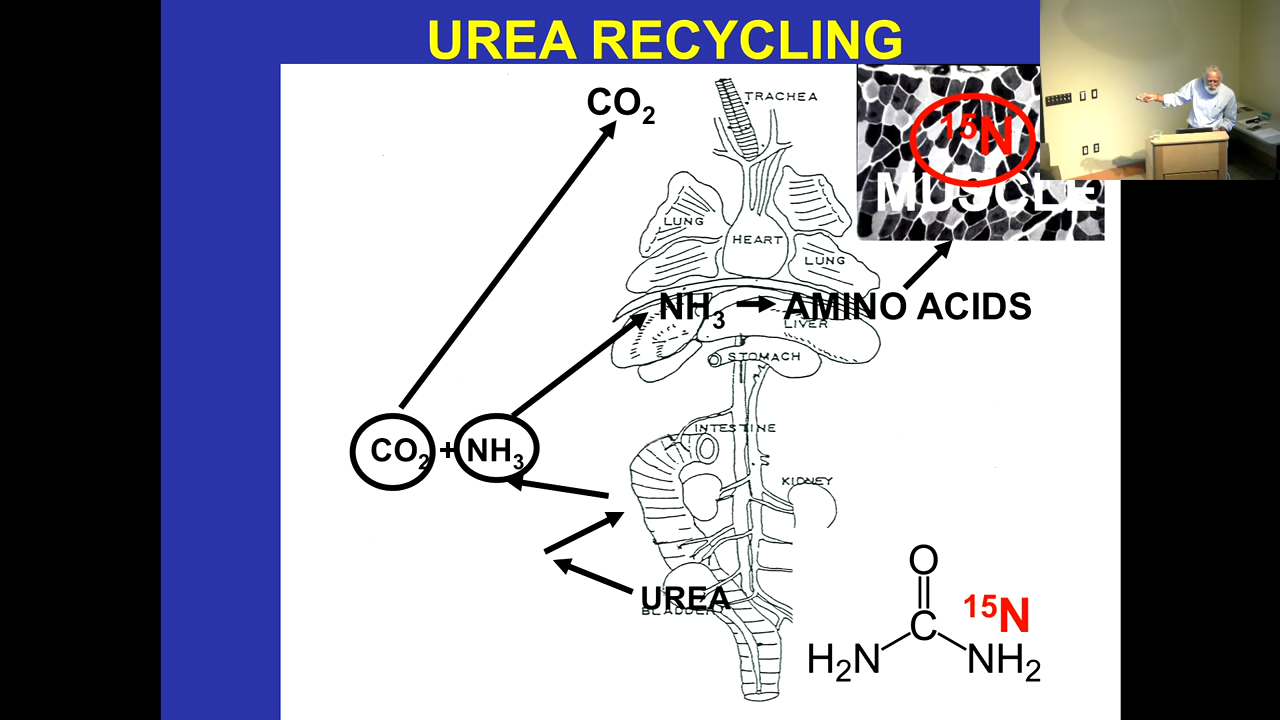 UREA RECYCLING
CO₂
TRACHEA
¹⁵N
MUSCLE
LUNG
HEART
LUNG
NH₃ → AMINO ACIDS
LIVER
STOMACH
INTESTINE
CO₂ + NH₃
KIDNEY
UREA
BLADDER
O
¹⁵N
C
H₂N
NH₂